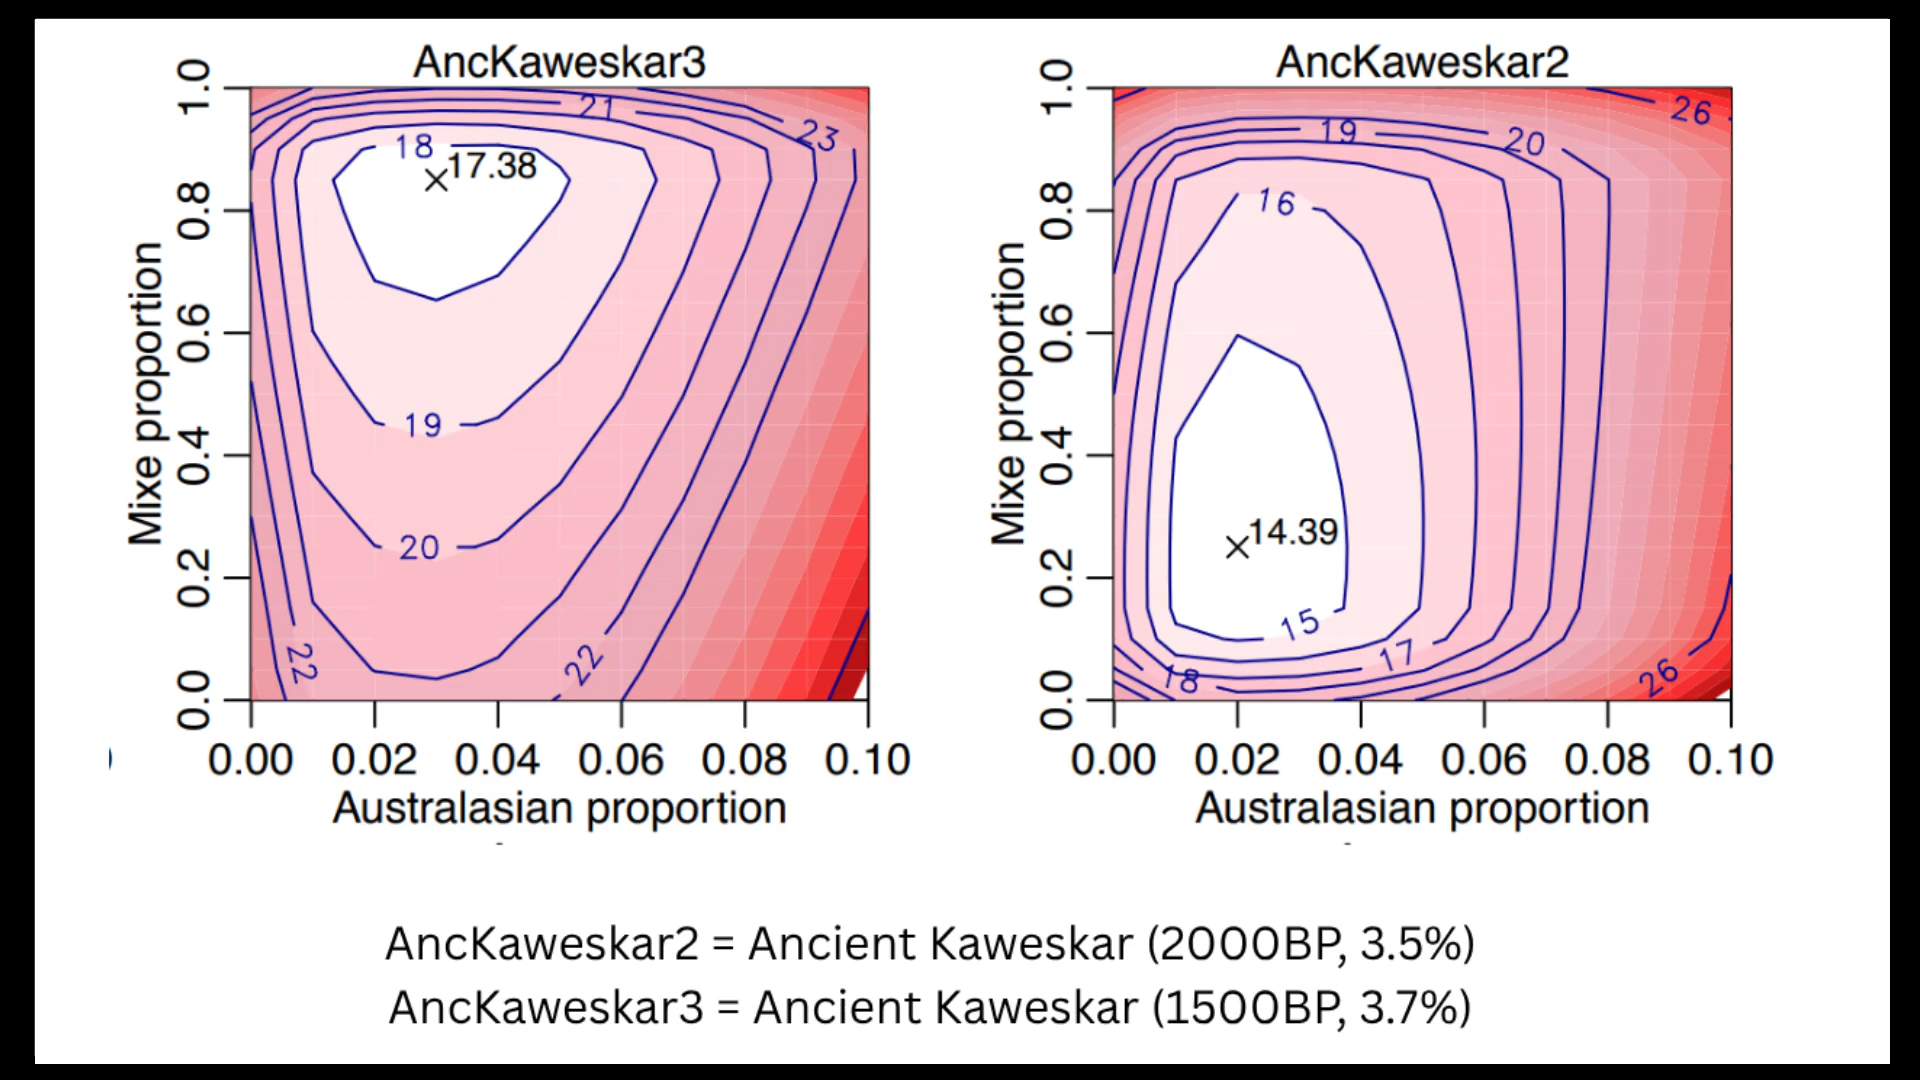 AncKaweskar3
Mixe proportion
1.0
0.8
0.6
0.4
0.2
0.0
21
23
18
17.38
19
20
22
22
0.00 0.02 0.04 0.06 0.08 0.10
Australasian proportion
AncKaweskar2
Mixe proportion
1.0
0.8
0.6
0.4
0.2
0.0
26
19
20
16
14.39
15
17
18
26
0.00 0.02 0.04 0.06 0.08 0.10
Australasian proportion
AncKaweskar2 = Ancient Kaweskar (2000BP, 3.5%)
AncKaweskar3 = Ancient Kaweskar (1500BP, 3.7%)